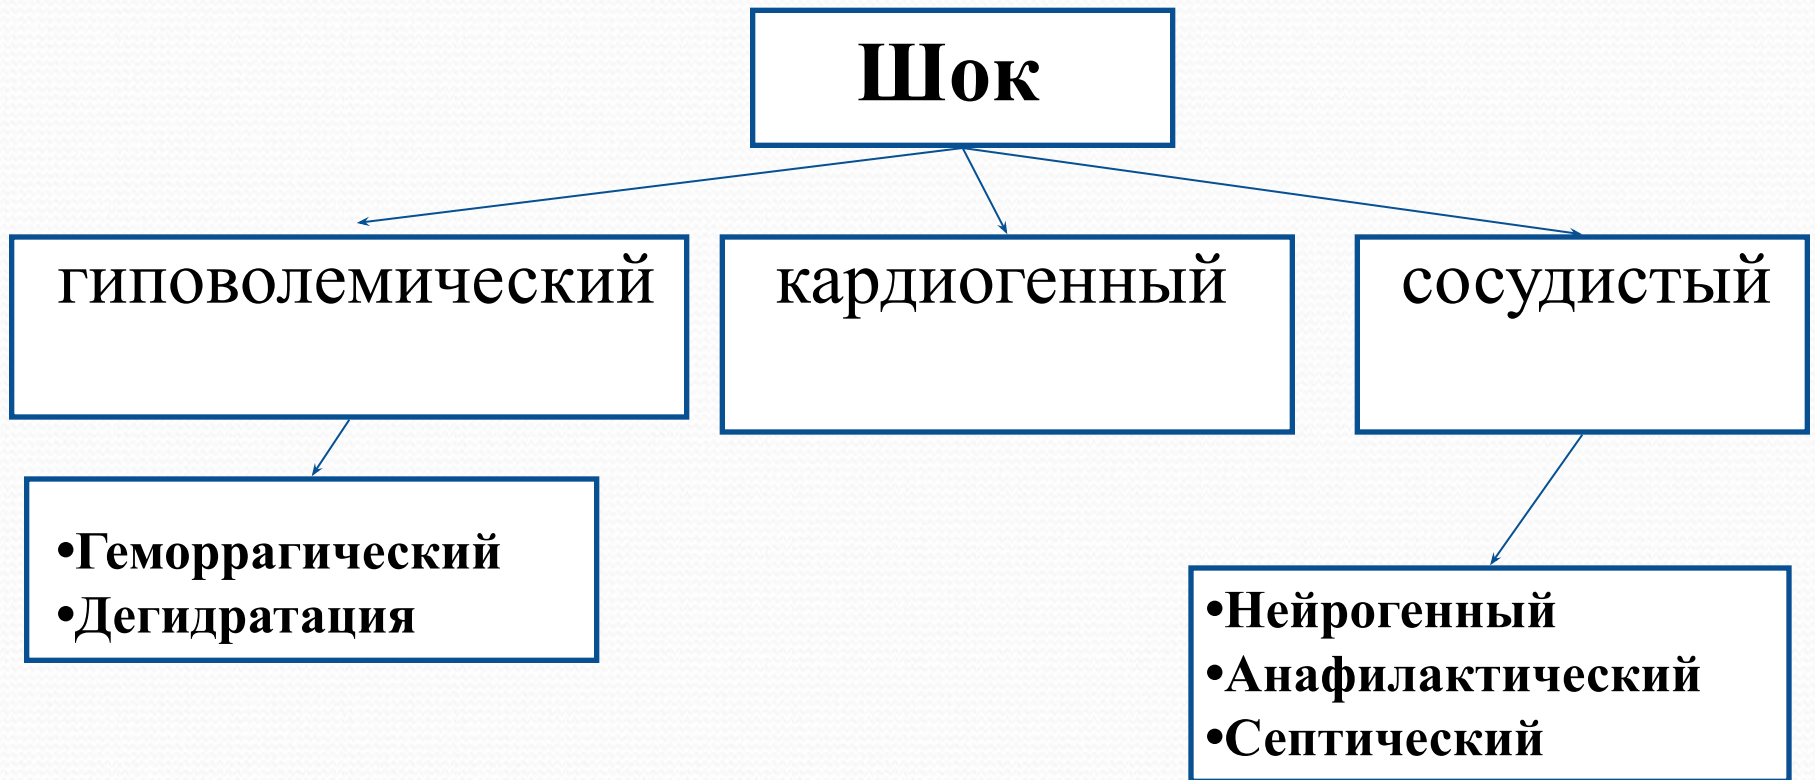 Шок
гиповолемический
кардиогенный
сосудистый
•Геморрагический
•Дегидратация
•Нейрогенный
•Анафилактический
•Септический